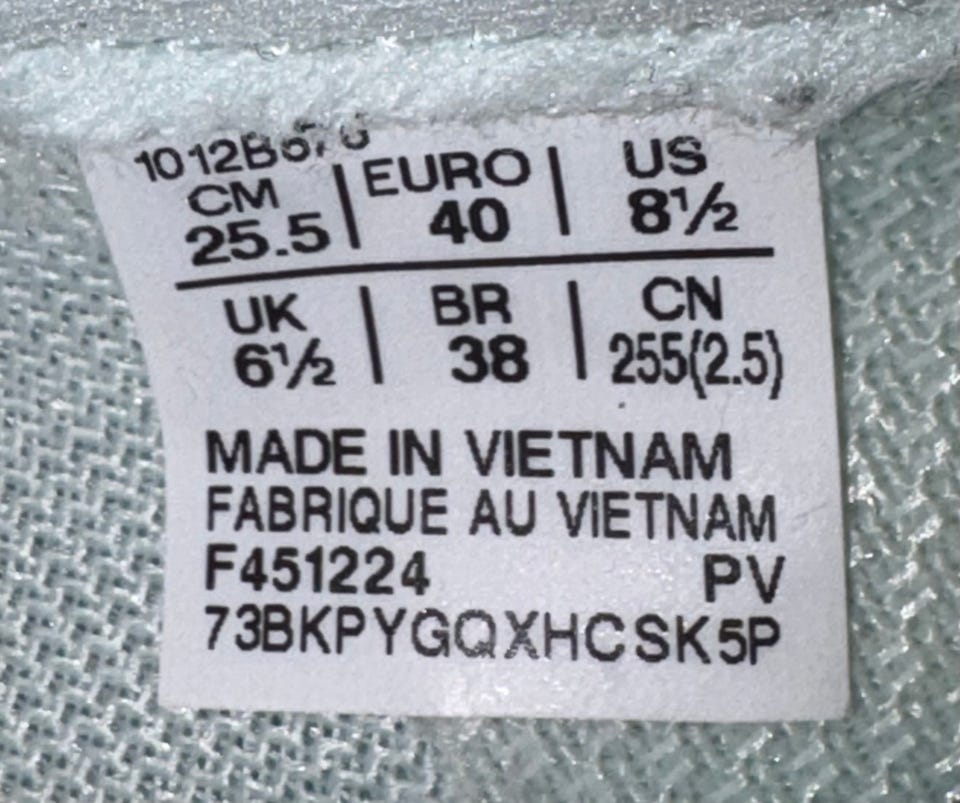 CM | EURO | US
25.5 | 40 | 8½
UK | BR | CN
6½ | 38 | 255(2.5)
MADE IN VIETNAM
FABRIQUE AU VIETNAM
F451224 PV
73BKPYGQXHCSK5P